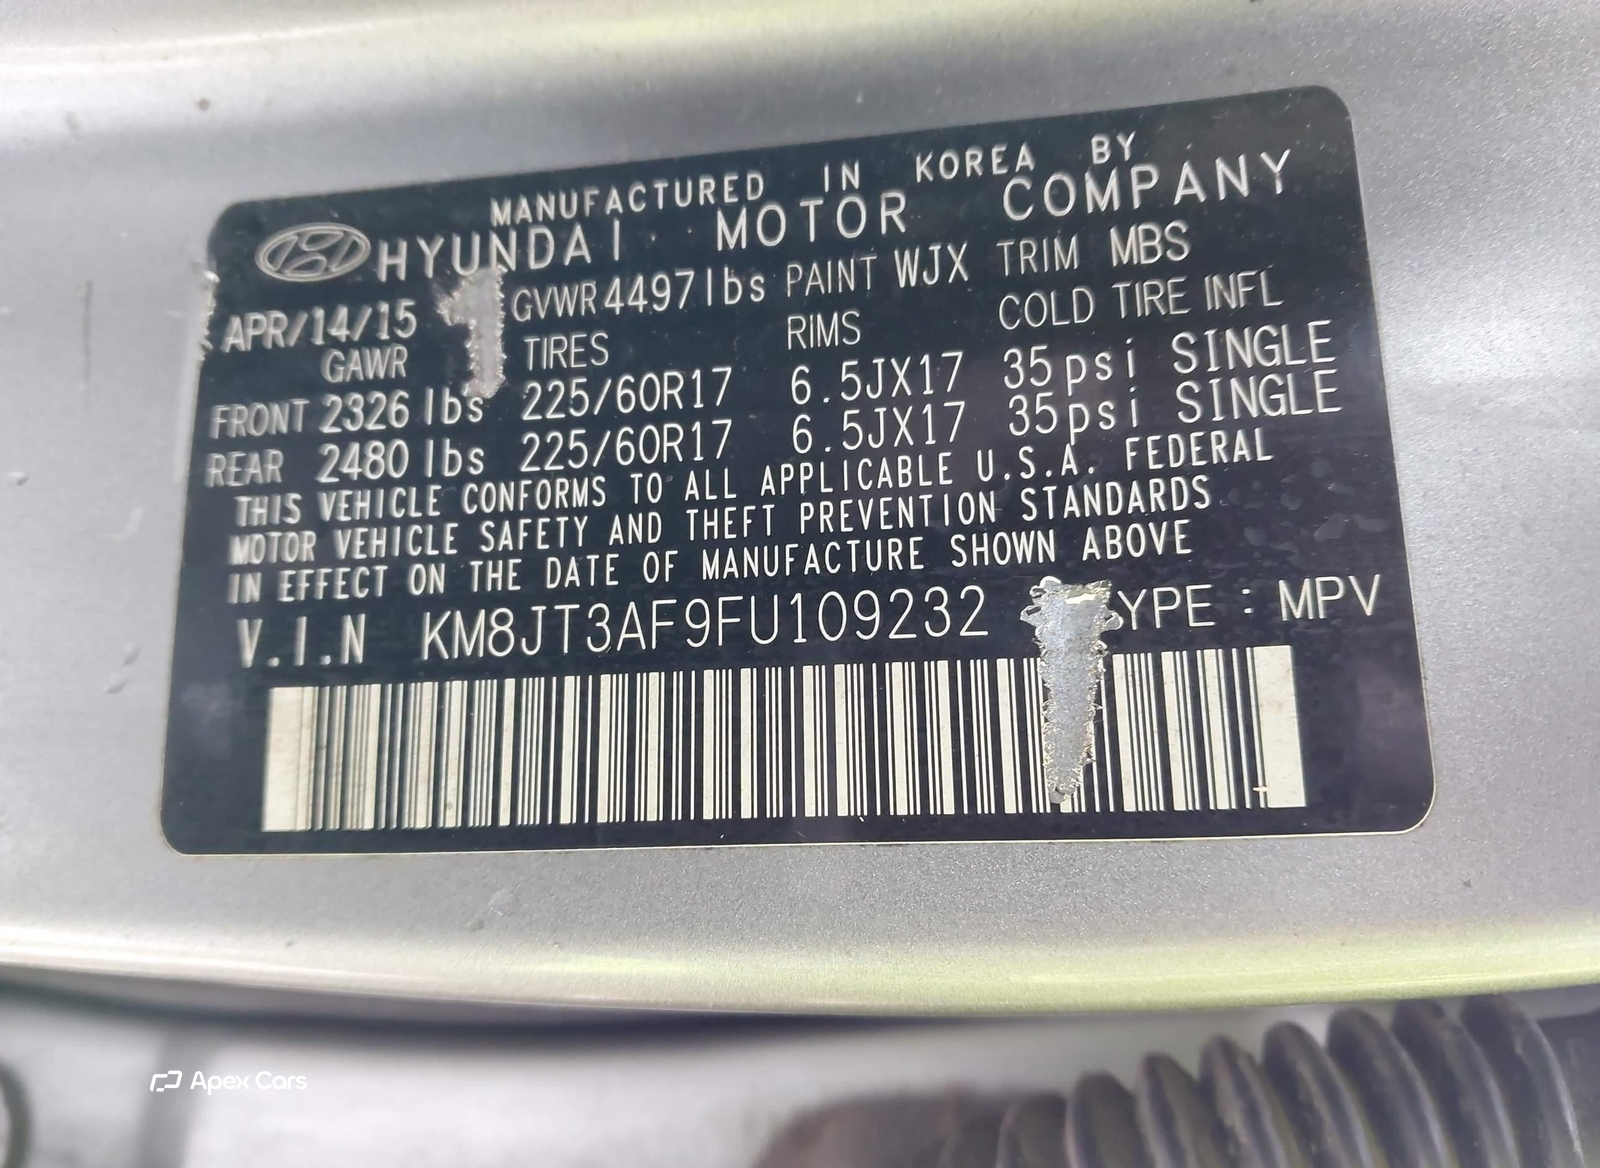 MANUFACTURED IN KOREA BY
HYUNDAI MOTOR COMPANY
APR/14/15 GVWR 4497 lbs PAINT WJX TRIM MBS
GAWR TIRES RIMS COLD TIRE INFL
FRONT 2326 lbs 225/60R17 6.5JX17 35psi SINGLE
REAR 2480 lbs 225/60R17 6.5JX17 35psi SINGLE
THIS VEHICLE CONFORMS TO ALL APPLICABLE U.S.A. FEDERAL
MOTOR VEHICLE SAFETY AND THEFT PREVENTION STANDARDS
IN EFFECT ON THE DATE OF MANUFACTURE SHOWN ABOVE
V.I.N KM8JT3AF9FU109232 YPE : MPV
Apex Cars